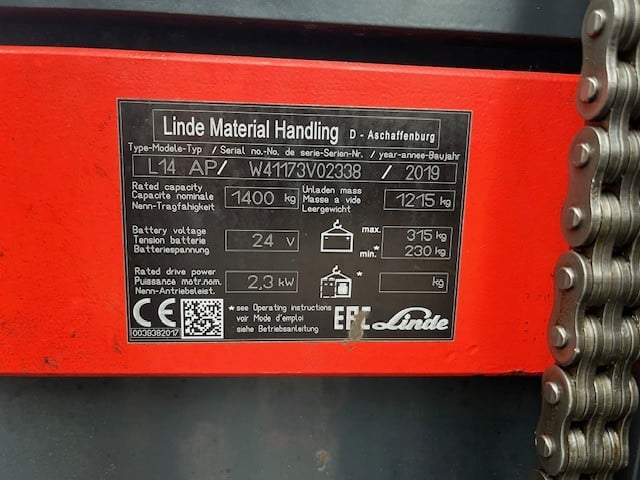 Linde Material Handling D - Aschaffenburg
Type-Modele-Typ / Serial no.-No. de serie-Serien-Nr. / year-annee-Baujahr
L14 AP / W41173V02338 / 2019
Rated capacity
Capacite nominale
Nenn-Tragfahigkeit
1400 kg
Unladen mass
Masse a vide
Leergewicht
1215 kg
Battery voltage
Tension batterie
Batteriespannung
24 V
max. 315 kg
min.* 230 kg
Rated drive power
Puissance motr.nom.
Nenn-Antriebsleist.
2,3 kW
* kg
CE
0038382017
*see Operating instructions
voir Mode d'emploi
siehe Betriebsanleitung
EAC Linde